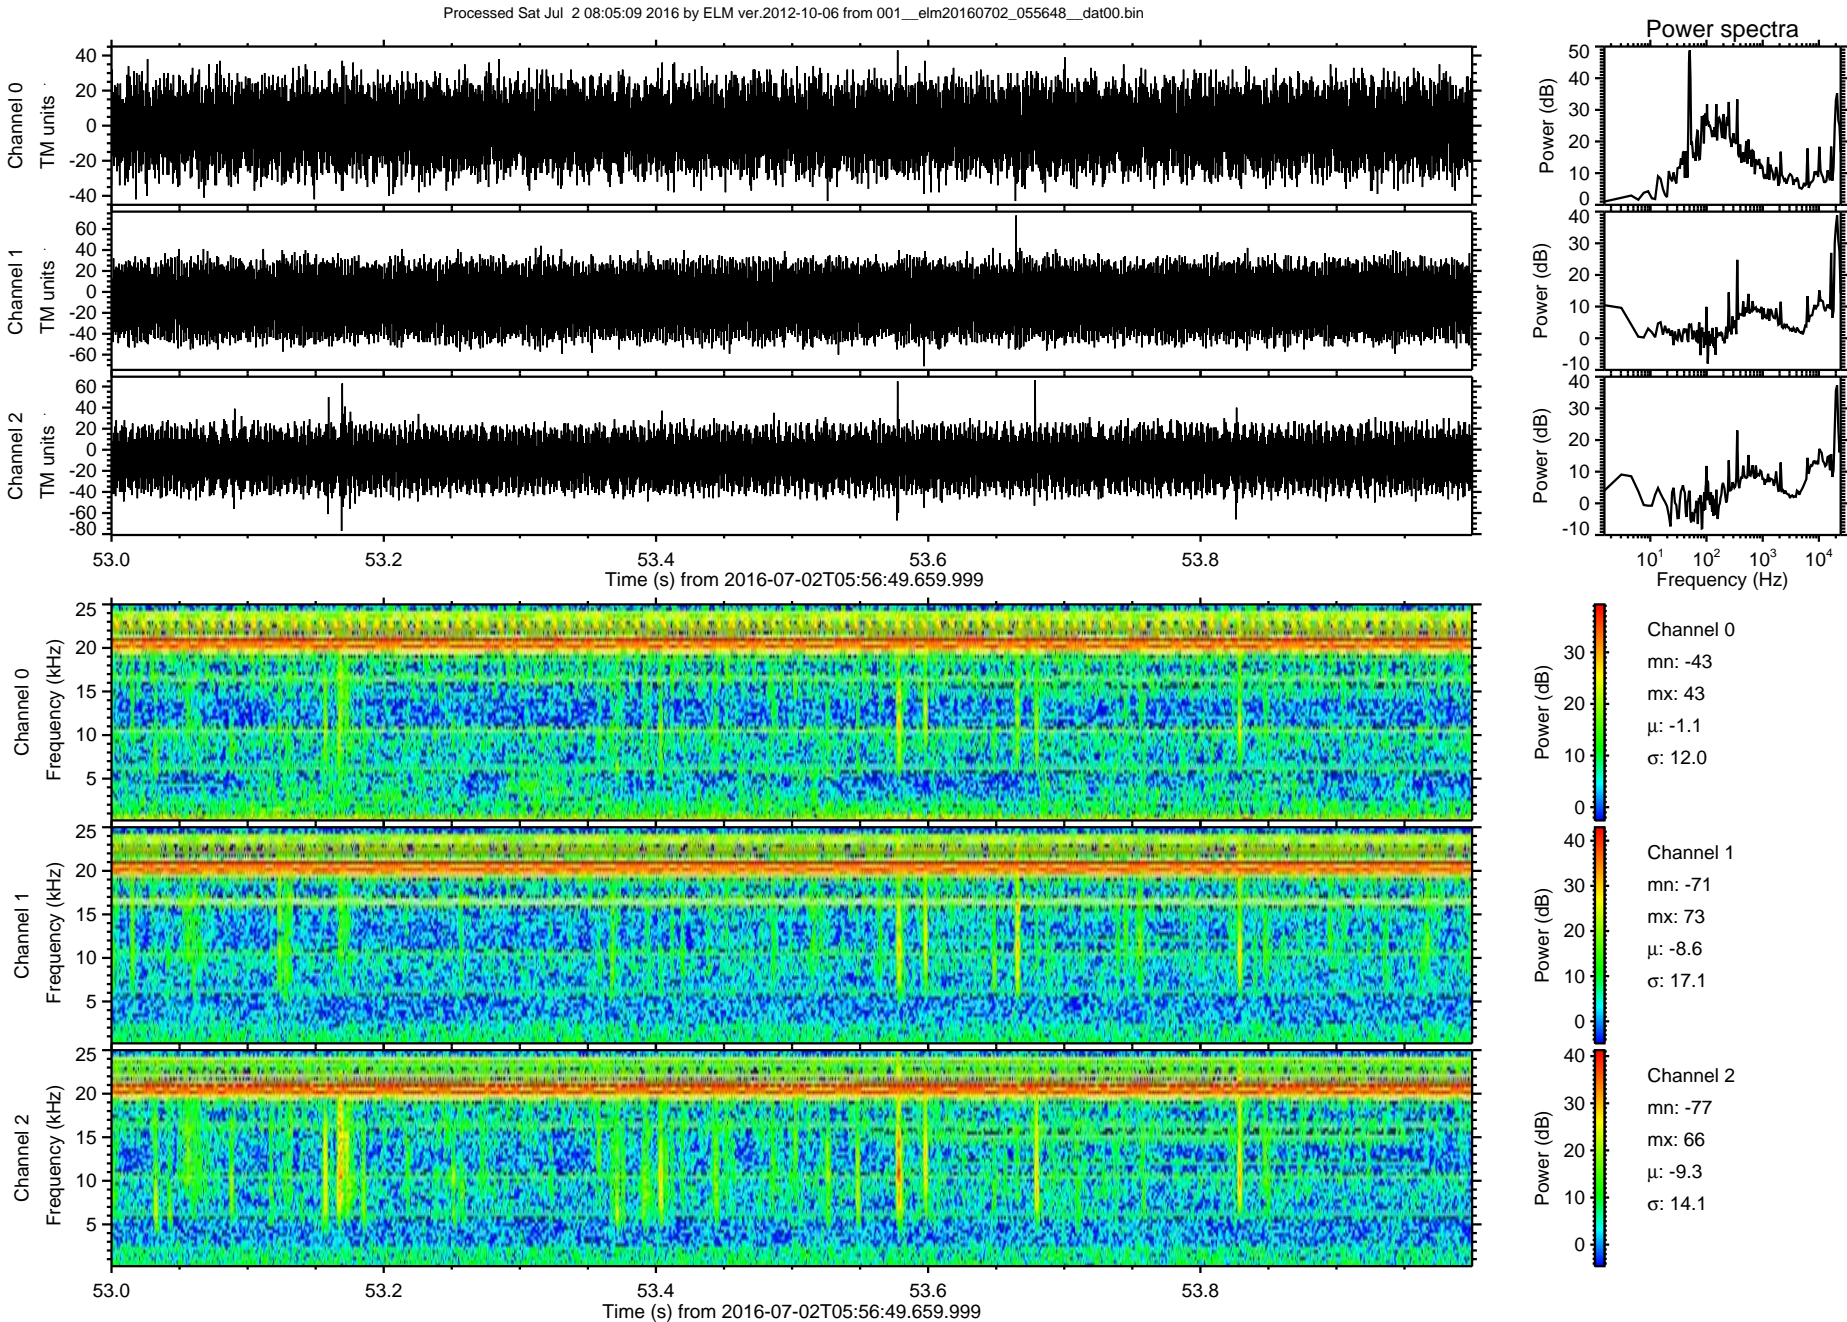 Processed Sat Jul  2 08:05:09 2016 by ELM ver.2012-10-06 from 001__elm20160702_055648__dat00.bin
Power spectra
Channel 0
TM units
40
20
0
-20
-40
Power (dB)
50
40
30
20
10
0
Channel 1
TM units
60
40
20
0
-20
-40
-60
Power (dB)
40
30
20
10
0
-10
Channel 2
TM units
60
40
20
0
-20
-40
-60
-80
Power (dB)
40
30
20
10
0
-10
53.0 53.2 53.4 53.6 53.8
Time (s) from 2016-07-02T05:56:49.659.999
10^1 10^2 10^3 10^4
Frequency (Hz)
Channel 0
Frequency (kHz)
25
20
15
10
5
Power (dB)
30
20
10
0
Channel 0
mn: -43
mx: 43
μ: -1.1
σ: 12.0
Channel 1
Frequency (kHz)
25
20
15
10
5
Power (dB)
40
30
20
10
0
Channel 1
mn: -71
mx: 73
μ: -8.6
σ: 17.1
Channel 2
Frequency (kHz)
25
20
15
10
5
Power (dB)
40
30
20
10
0
Channel 2
mn: -77
mx: 66
μ: -9.3
σ: 14.1
53.0 53.2 53.4 53.6 53.8
Time (s) from 2016-07-02T05:56:49.659.999